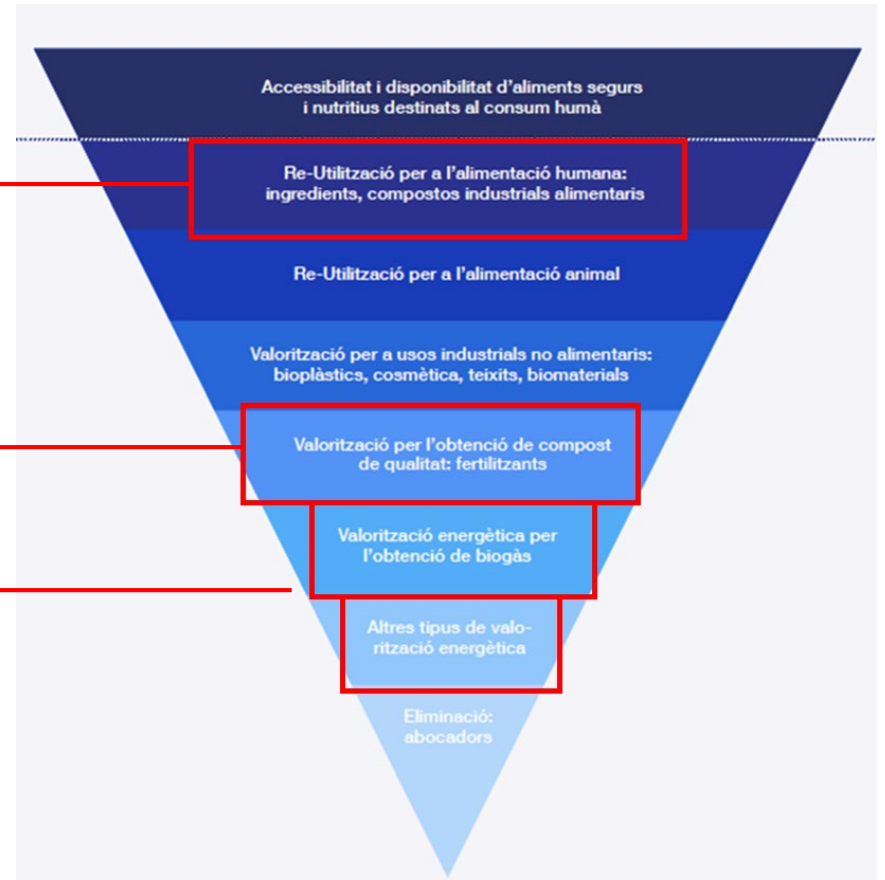 Accessibilitat i disponibilitat d'aliments segurs
i nutritius destinats al consum humà
Re-Utilització per a l'alimentació humana:
ingredients, compostos industrials alimentaris
Re-Utilització per a l'alimentació animal
Valorització per a usos industrials no alimentaris:
bioplàstics, cosmètica, teixits, biomaterials
Valorització per l'obtenció de compost
de qualitat: fertilitzants
Valorització energètica per
l'obtenció de biogàs
Altres tipus de valo-
rització energètica
Eliminació:
abocadors